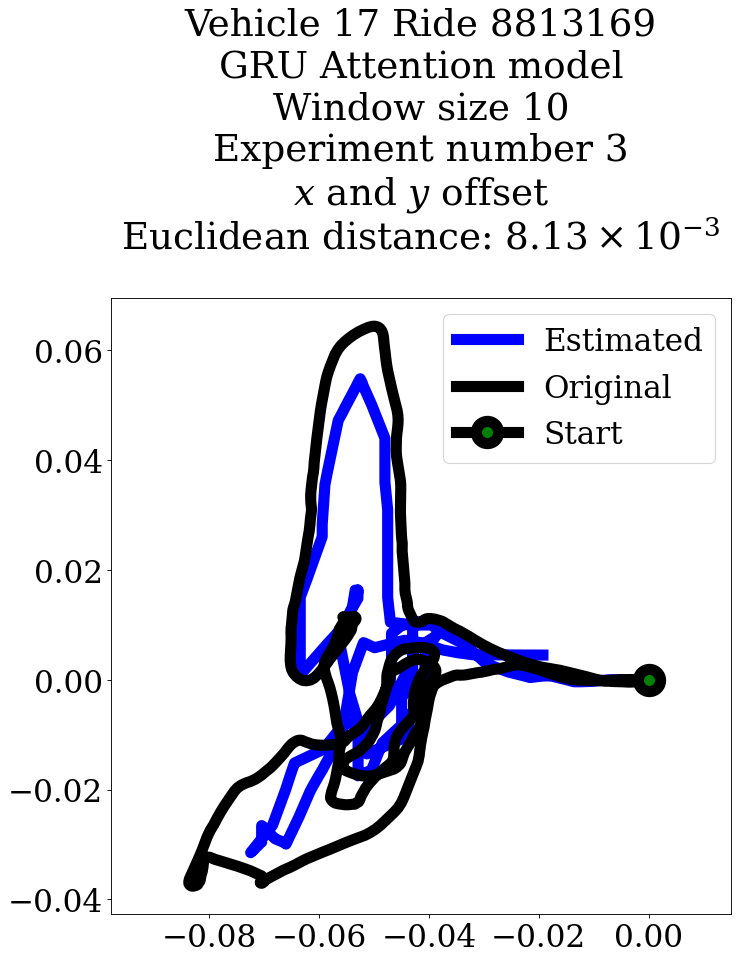 Vehicle 17 Ride 8813169
GRU Attention model
Window size 10
Experiment number 3
x and y offset
Euclidean distance: 8.13 × 10⁻³
Estimated
Original
Start
0.06
0.04
0.02
0.00
−0.02
−0.04
−0.08 −0.06 −0.04 −0.02 0.00